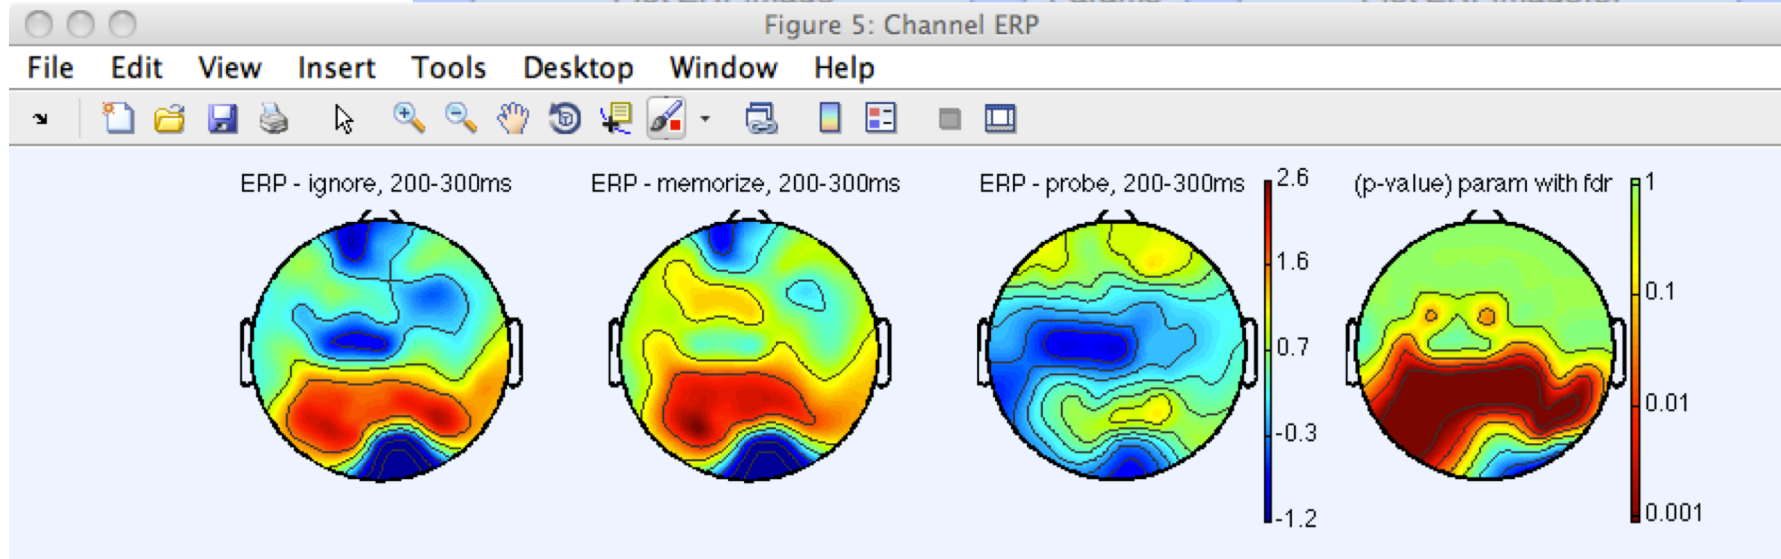 Figure 5: Channel ERP
File Edit View Insert Tools Desktop Window Help
ERP - ignore, 200-300ms
ERP - memorize, 200-300ms
ERP - probe, 200-300ms
2.6
1.6
0.7
-0.3
-1.2
(p-value) param with fdr
1
0.1
0.01
0.001